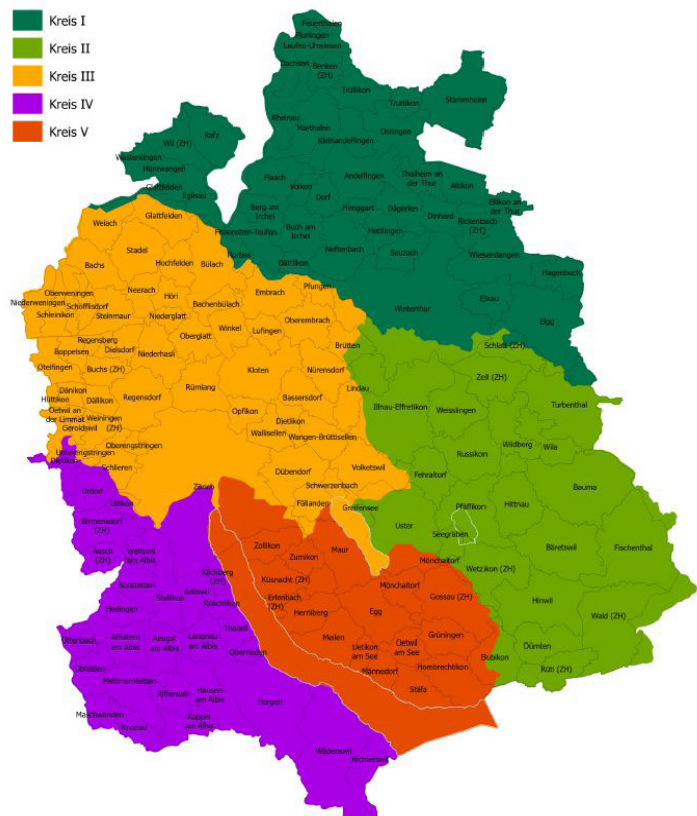 Kreis I
Kreis II
Kreis III
Kreis IV
Kreis V
Feuerthalen
Flurlingen
Laufen-Uhwiesen
Dachsen
Benken
(ZH)
Trüllikon
Truttikon
Stammheim
Rheinau
Marthalen
Ossingen
Kleinandelfingen
Rafz
Wil (ZH)
Wasterkingen
Hüntwangen
Glattfelden
Eglisau
Flaach
Volken
Andelfingen
Thalheim an
der Thur
Altikon
Ellikon an
der Thur
Berg am
Irchel
Dorf
Henggart
Dägerlen
Dinhard
Rickenbach
(ZH)
Freienstein-Teufen
Buch am
Irchel
Hettlingen
Neftenbach
Seuzach
Wiesendangen
Rorbas
Dättlikon
Hagenbuch
Pfungen
Winterthur
Elsau
Elgg
Weiach
Glattfelden
Stadel
Bachs
Hochfelden
Bülach
Embrach
Oberweningen
Niederweningen
Schöfflisdorf
Schleinikon
Neerach
Höri
Bachenbülach
Steinmaur
Niederglatt
Winkel
Lufingen
Oberembrach
Brütten
Regensberg
Boppelsen
Dielsdorf
Niederhasli
Oberglatt
Otelfingen
Buchs (ZH)
Kloten
Nürensdorf
Lindau
Dänikon
Hüttikon
Dällikon
Regensdorf
Rümlang
Bassersdorf
Oetwil an
der Limmat
Weiningen
(ZH)
Geroldswil
Opfikon
Dietlikon
Wallisellen
Wangen-Brüttisellen
Oberengstringen
Unterengstringen
Dietikon
Schlieren
Dübendorf
Volketswil
Schwerzenbach
Zürich
Fällanden
Greifensee
Schlatt (ZH)
Zell (ZH)
Turbenthal
Illnau-Effretikon
Weisslingen
Wildberg
Wila
Russikon
Fehraltorf
Bauma
Pfäffikon
Hittnau
Uster
Seegräben
Bäretswil
Fischenthal
Mönchaltorf
Wetzikon (ZH)
Hinwil
Wald (ZH)
Bubikon
Dürnten
Rüti (ZH)
Urdorf
Uitikon
Birmensdorf
(ZH)
Aesch
(ZH)
Wettswil
am Albis
Bonstetten
Stallikon
Adliswil
Kilchberg
(ZH)
Rüschlikon
Hedingen
Thalwil
Ottenbach
Affoltern
am Albis
Aeugst
am Albis
Langnau
am Albis
Oberrieden
Obfelden
Mettmenstetten
Rifferswil
Hausen
am Albis
Horgen
Maschwanden
Knonau
Kappel
am Albis
Wädenswil
Richterswil
Zollikon
Zumikon
Maur
Küsnacht (ZH)
Erlenbach
(ZH)
Herrliberg
Mönchaltorf
Gossau (ZH)
Egg
Meilen
Uetikon
am See
Oetwil
am See
Grüningen
Männedorf
Hombrechtikon
Stäfa